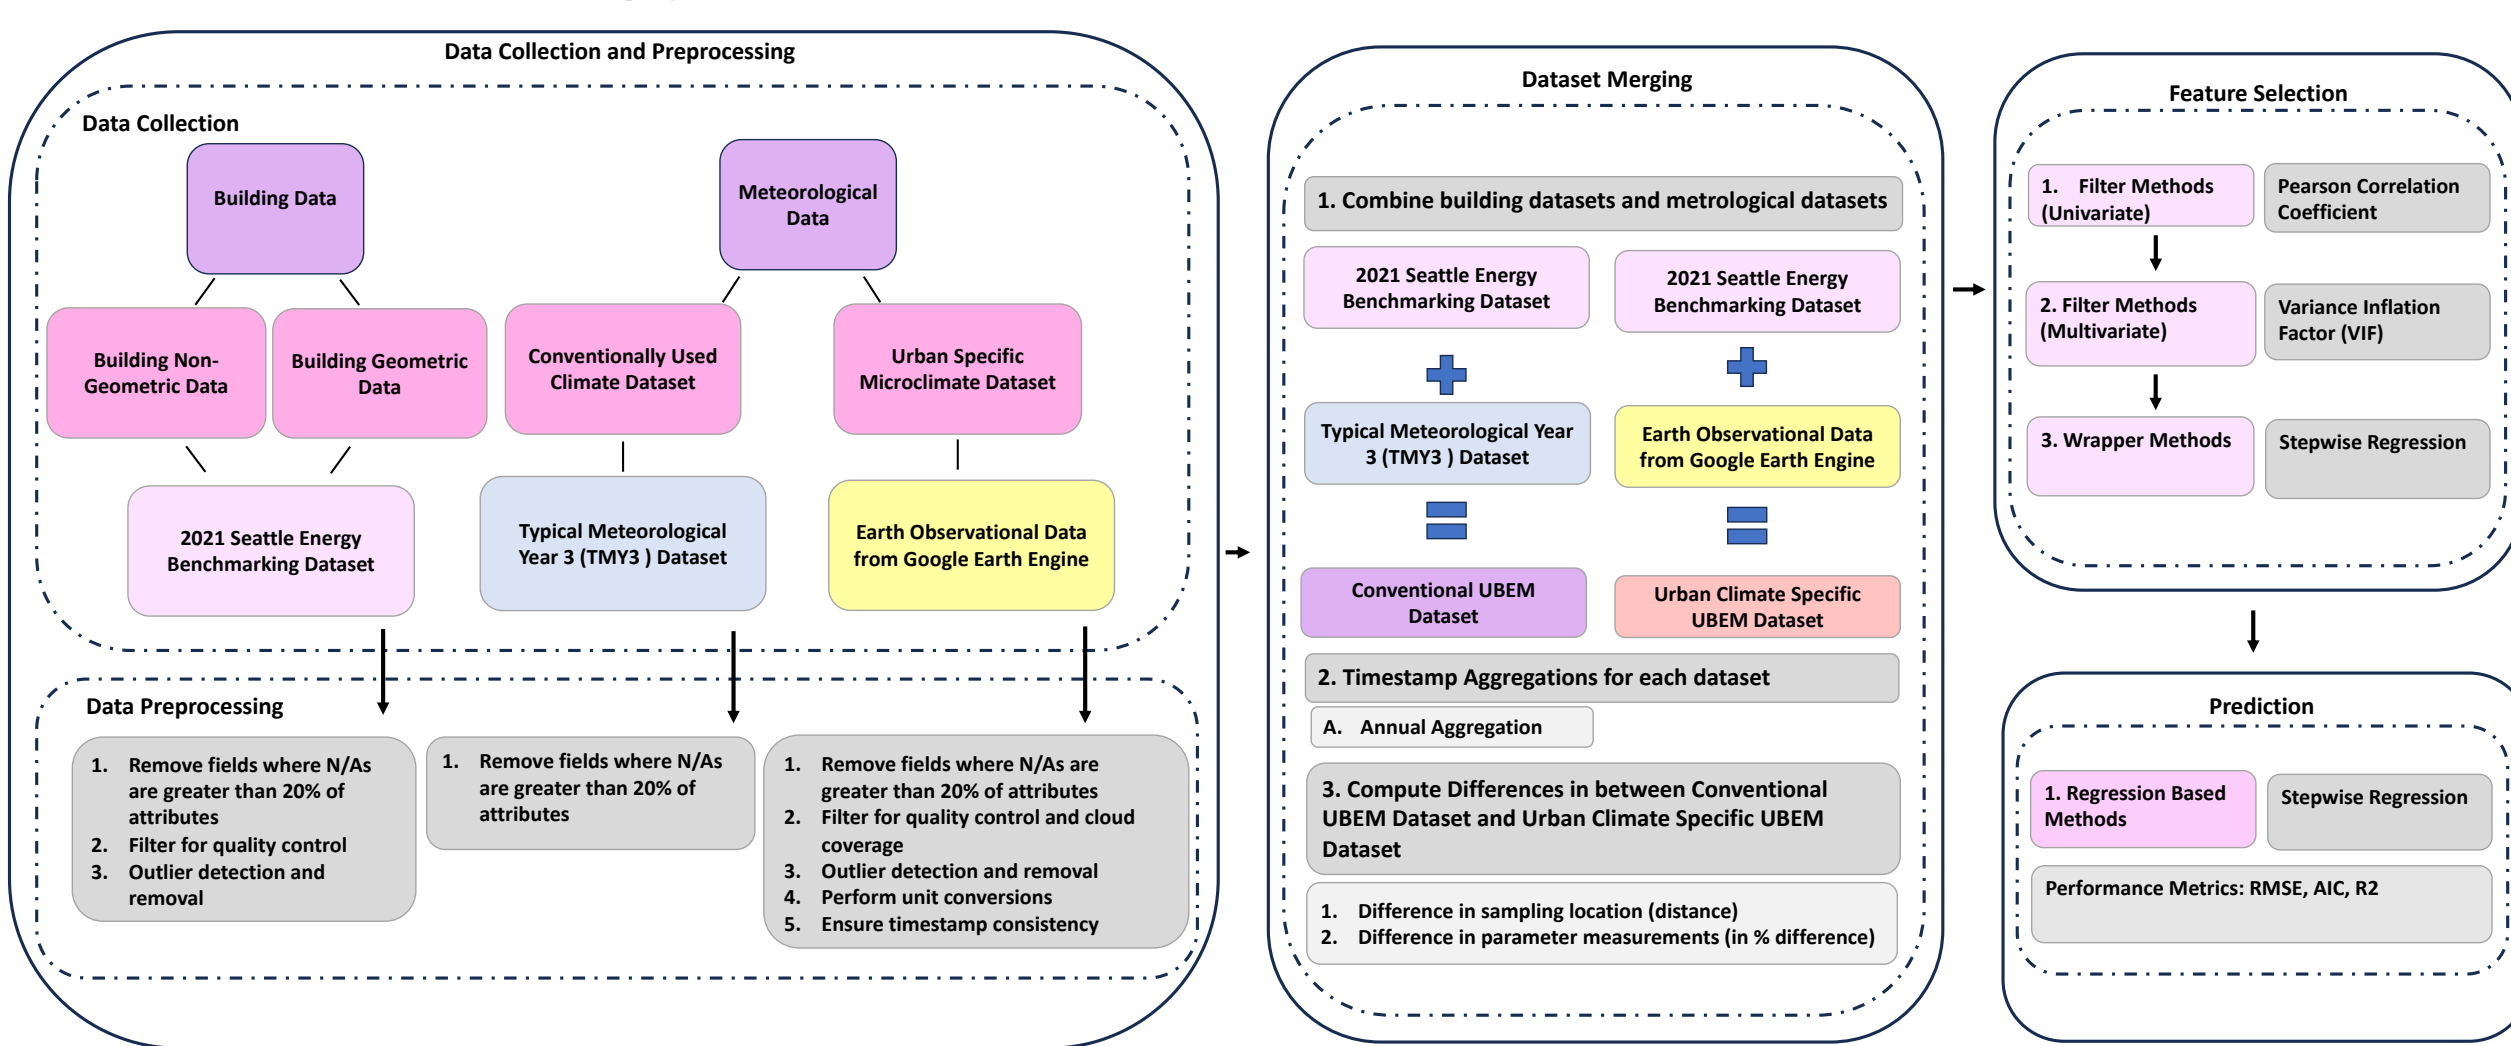 Data Collection and Preprocessing
Data Collection
Building Data
Meteorological
Data
Building Non-
Geometric Data
Building Geometric
Data
Conventionally Used
Climate Dataset
Urban Specific
Microclimate Dataset
2021 Seattle Energy
Benchmarking Dataset
Typical Meteorological
Year 3 (TMY3 ) Dataset
Earth Observational Data
from Google Earth Engine
Data Preprocessing
1. Remove fields where N/As
are greater than 20% of
attributes
2. Filter for quality control
3. Outlier detection and
removal
1. Remove fields where N/As
are greater than 20% of
attributes
1. Remove fields where N/As are
greater than 20% of attributes
2. Filter for quality control and cloud
coverage
3. Outlier detection and removal
4. Perform unit conversions
5. Ensure timestamp consistency
Dataset Merging
1. Combine building datasets and metrological datasets
2021 Seattle Energy
Benchmarking Dataset
2021 Seattle Energy
Benchmarking Dataset
Typical Meteorological Year
3 (TMY3 ) Dataset
Earth Observational Data
from Google Earth Engine
Conventional UBEM
Dataset
Urban Climate Specific
UBEM Dataset
2. Timestamp Aggregations for each dataset
A. Annual Aggregation
3. Compute Differences in between Conventional
UBEM Dataset and Urban Climate Specific UBEM
Dataset
1. Difference in sampling location (distance)
2. Difference in parameter measurements (in % difference)
Feature Selection
1. Filter Methods
(Univariate)
Pearson Correlation
Coefficient
2. Filter Methods
(Multivariate)
Variance Inflation
Factor (VIF)
3. Wrapper Methods
Stepwise Regression
Prediction
1. Regression Based
Methods
Stepwise Regression
Performance Metrics: RMSE, AIC, R2